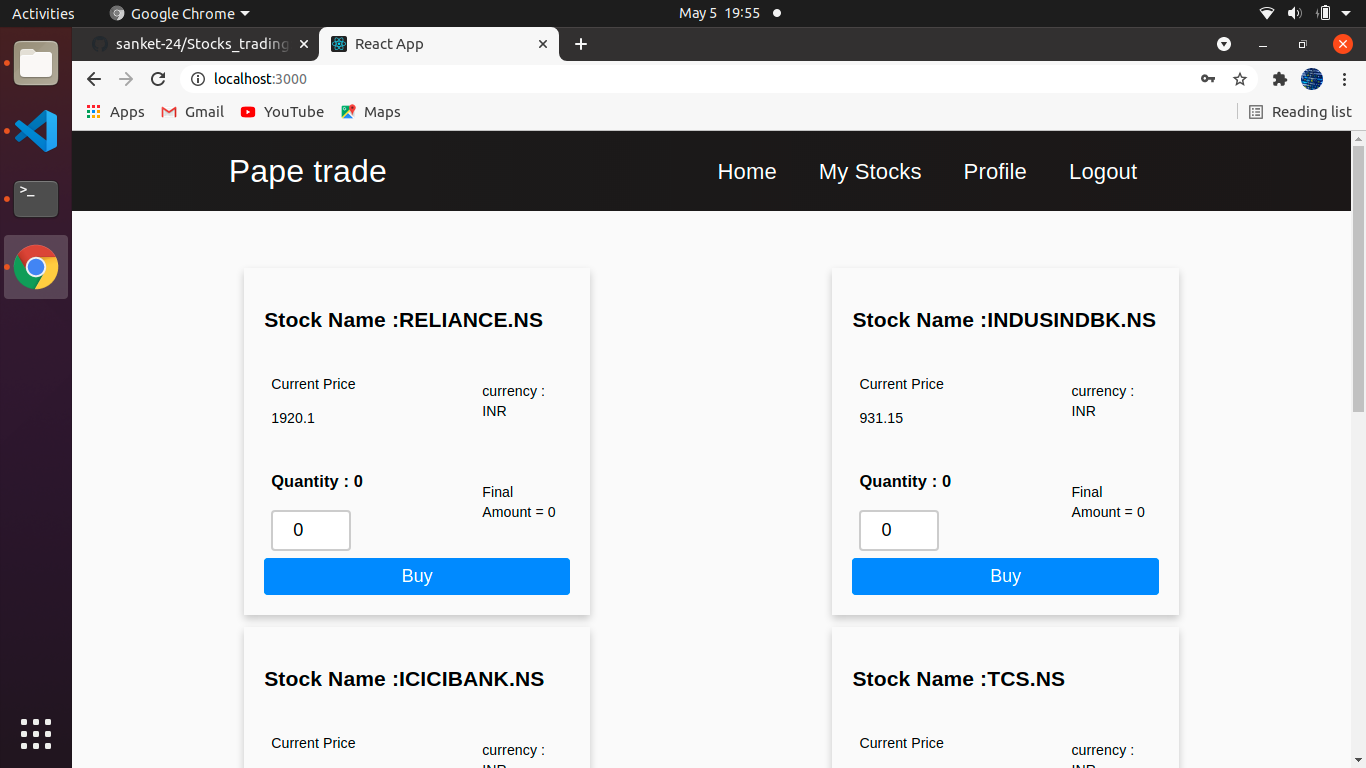 Activities
Google Chrome
May 5 19:55
sanket-24/Stocks_trading
React App
localhost:3000
Apps
Gmail
YouTube
Maps
Reading list
Pape trade
Home
My Stocks
Profile
Logout
Stock Name :RELIANCE.NS
Current Price
1920.1
currency :
INR
Quantity : 0
0
Final
Amount = 0
Buy
Stock Name :INDUSINDBK.NS
Current Price
931.15
currency :
INR
Quantity : 0
0
Final
Amount = 0
Buy
Stock Name :ICICIBANK.NS
Current Price
currency :
INR
Stock Name :TCS.NS
Current Price
currency :
INR